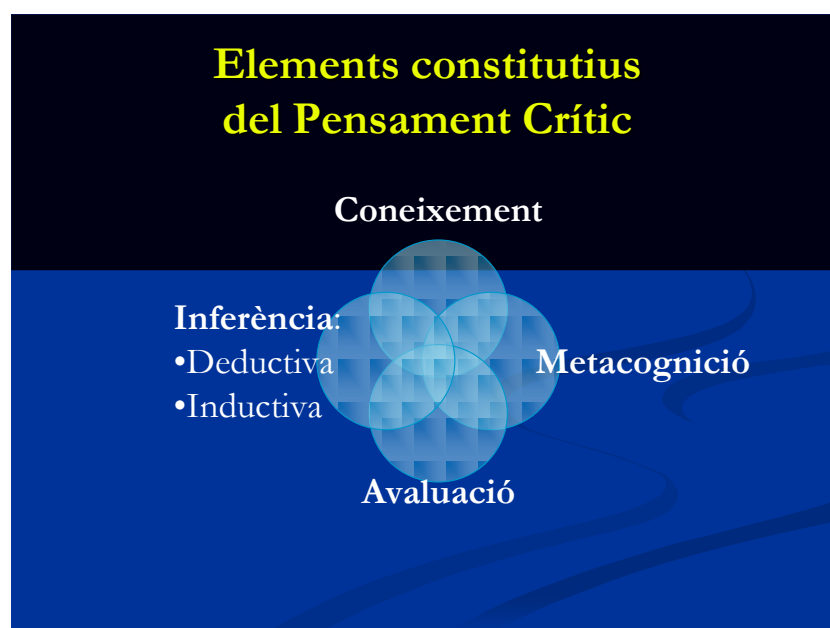 Elements constitutius
del Pensament Crític
Coneixement
Inferència:
•Deductiva
•Inductiva
Metacognició
Avaluació